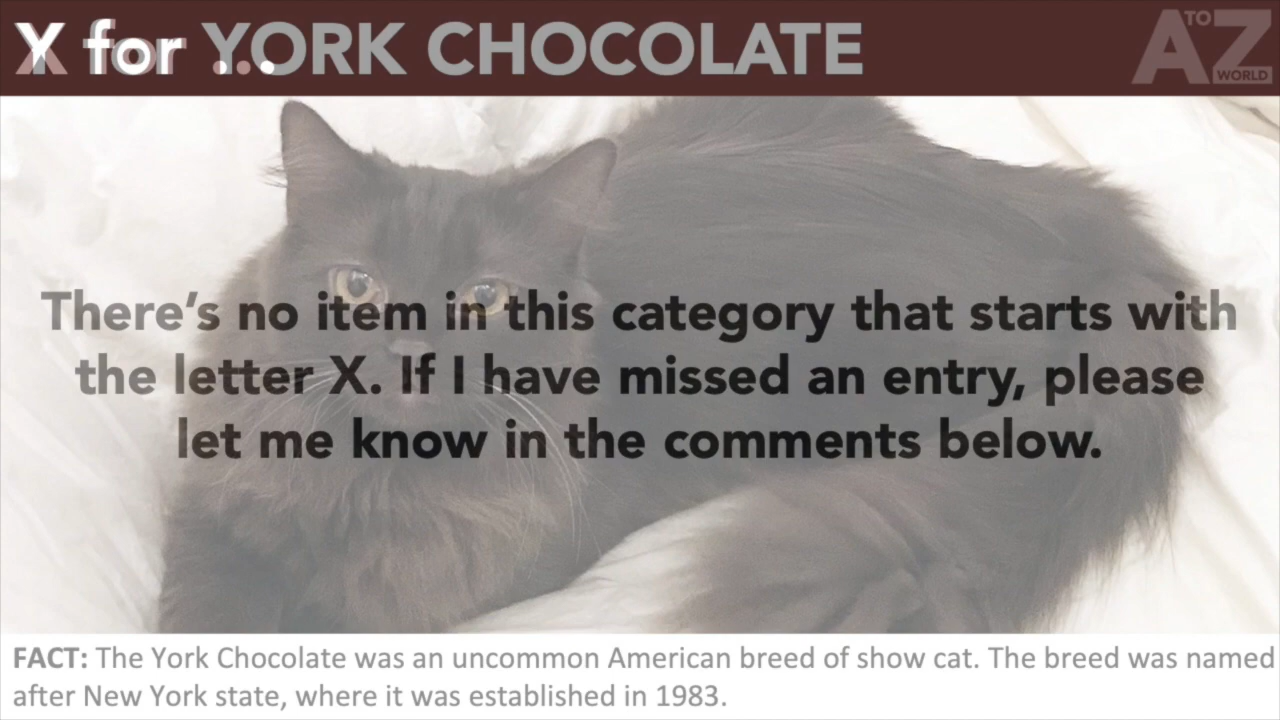 X for ... YORK CHOCOLATE
A TO Z
WORLD
There's no item in this category that starts with
the letter X. If I have missed an entry, please
let me know in the comments below.
FACT: The York Chocolate was an uncommon American breed of show cat. The breed was named
after New York state, where it was established in 1983.